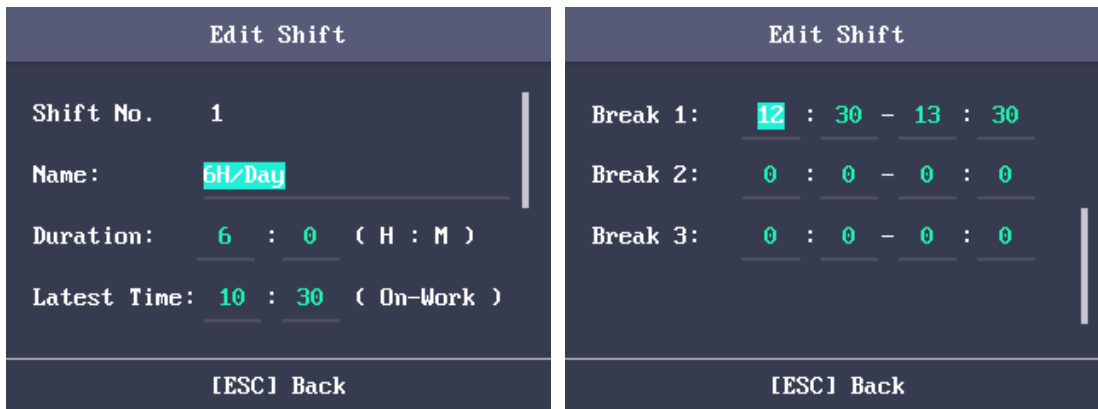 Edit Shift
Shift No. 1
Name: 6H/Day
Duration: 6 : 0 ( H : M )
Latest Time: 10 : 30 ( On-Work )
[ESC] Back
Edit Shift
Break 1: 12 : 30 - 13 : 30
Break 2: 0 : 0 - 0 : 0
Break 3: 0 : 0 - 0 : 0
[ESC] Back